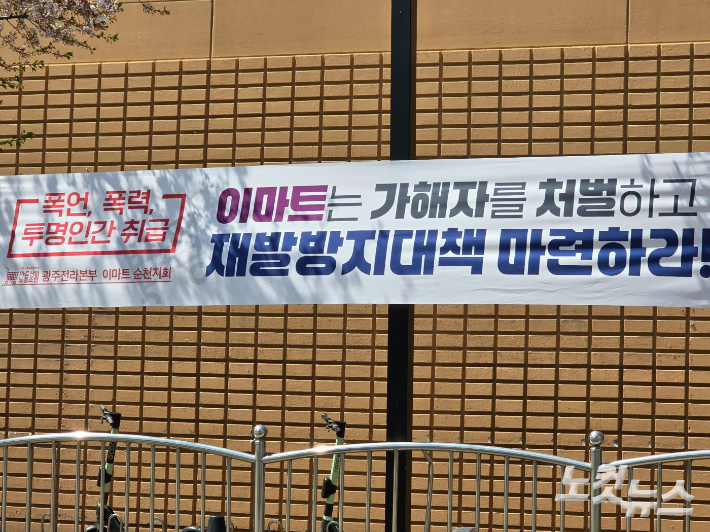 폭언, 폭력,
투명인간 취급
광주전라본부 이마트 순천지회
이마트는 가해자를 처벌하고
재발방지대책 마련하라!
노컷뉴스